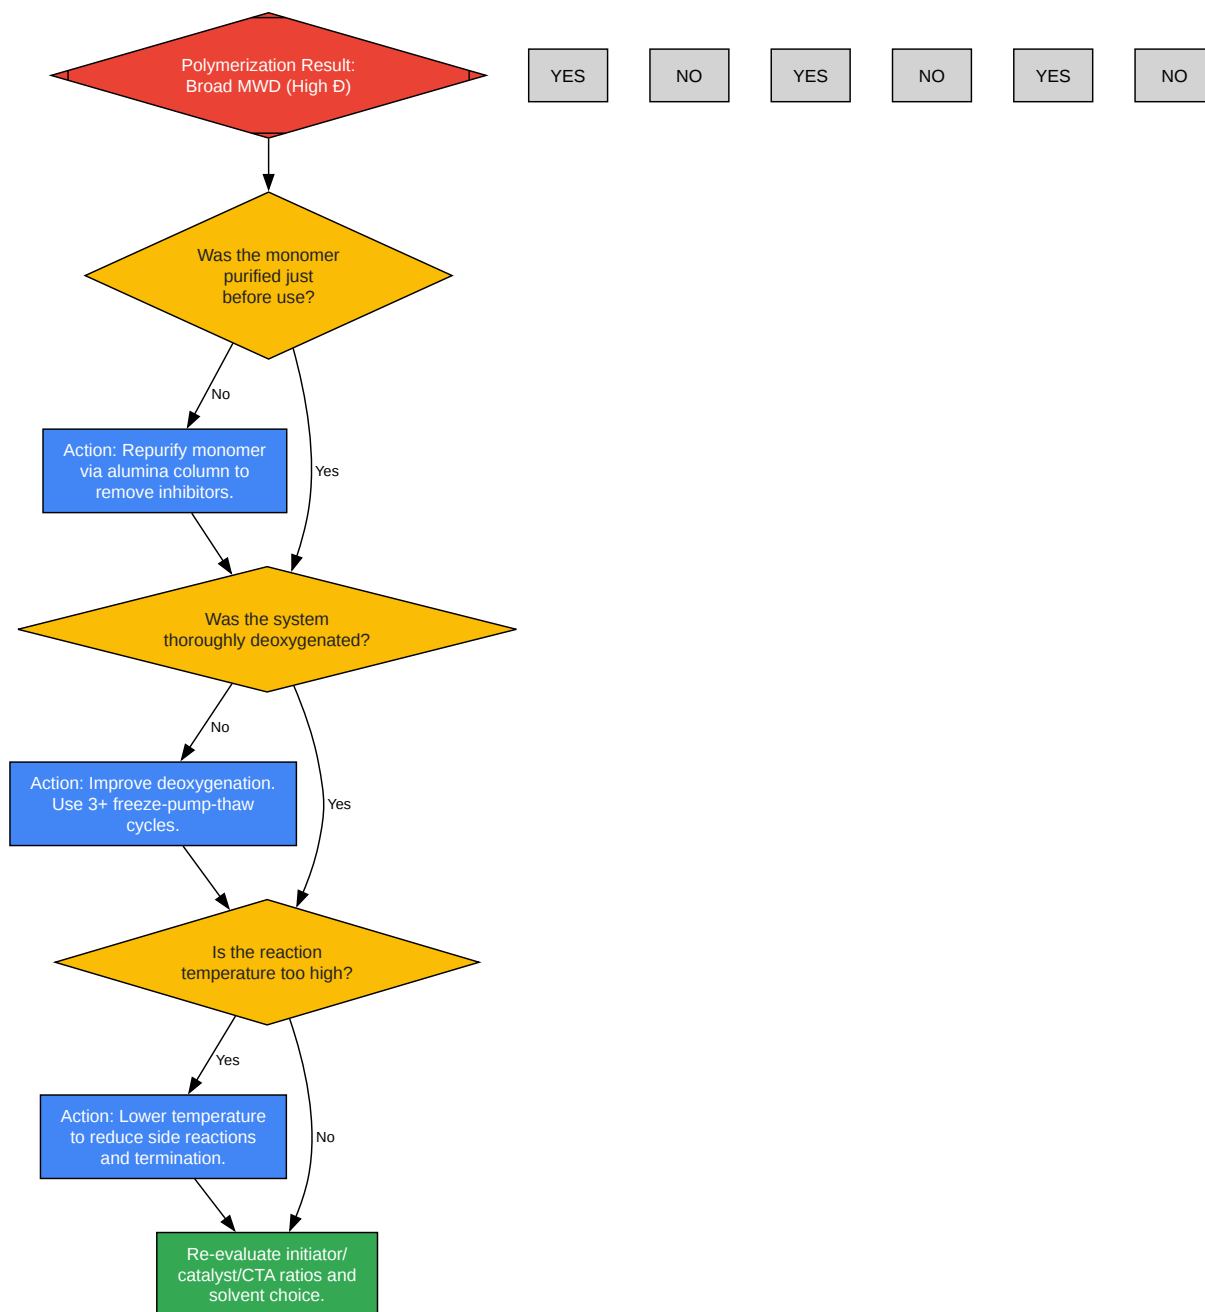 Polymerization Result:
Broad MWD (High Đ)
YES
NO
YES
NO
YES
NO
Was the monomer
purified just
before use?
No
Yes
Action: Repurify monomer
via alumina column to
remove inhibitors.
Was the system
thoroughly deoxygenated?
No
Yes
Action: Improve deoxygenation.
Use 3+ freeze-pump-thaw
cycles.
Is the reaction
temperature too high?
Yes
No
Action: Lower temperature
to reduce side reactions
and termination.
Re-evaluate initiator/
catalyst/CTA ratios and
solvent choice.